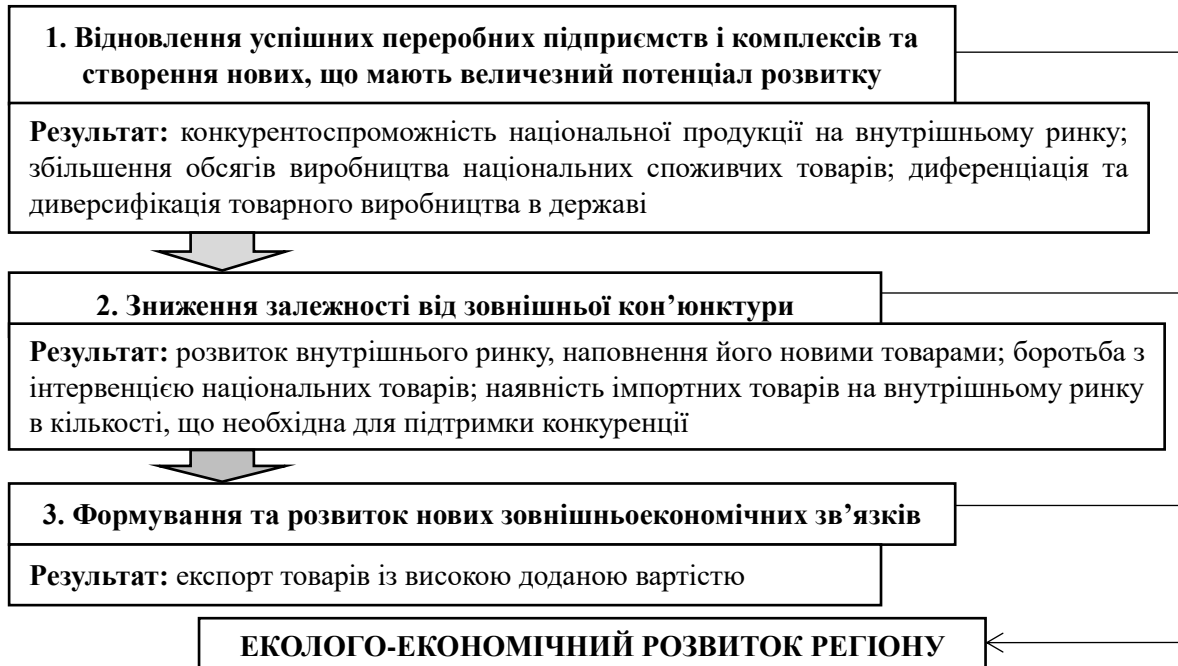 1. Відновлення успішних переробних підприємств і комплексів та
створення нових, що мають величезний потенціал розвитку
Результат: конкурентоспроможність національної продукції на внутрішньому ринку;
збільшення обсягів виробництва національних споживчих товарів; диференціація та
диверсифікація товарного виробництва в державі
2. Зниження залежності від зовнішньої кон’юнктури
Результат: розвиток внутрішнього ринку, наповнення його новими товарами; боротьба з
інтервенцією національних товарів; наявність імпортних товарів на внутрішньому ринку
в кількості, що необхідна для підтримки конкуренції
3. Формування та розвиток нових зовнішньоекономічних зв’язків
Результат: експорт товарів із високою доданою вартістю
ЕКОЛОГО-ЕКОНОМІЧНИЙ РОЗВИТОК РЕГІОНУ